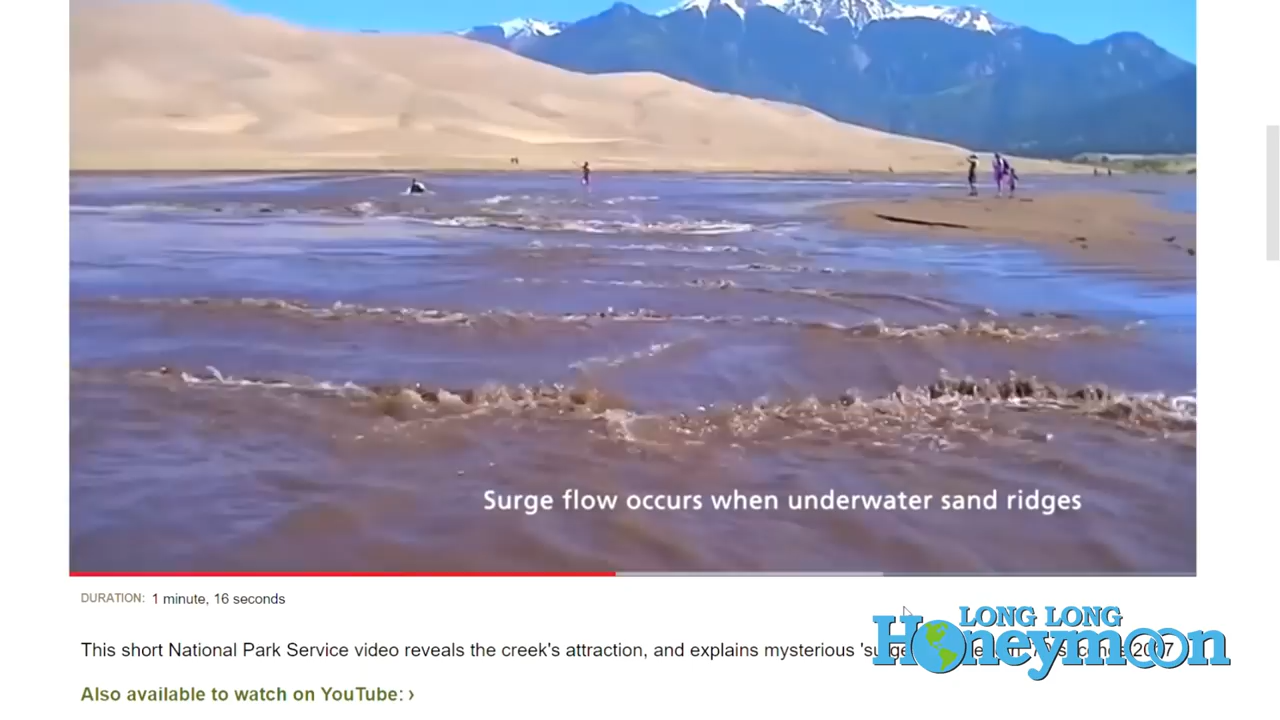 Surge flow occurs when underwater sand ridges
DURATION: 1 minute, 16 seconds
LONG LONG
Honeymoon
This short National Park Service video reveals the creek's attraction, and explains mysterious 'surge
Also available to watch on YouTube: ›